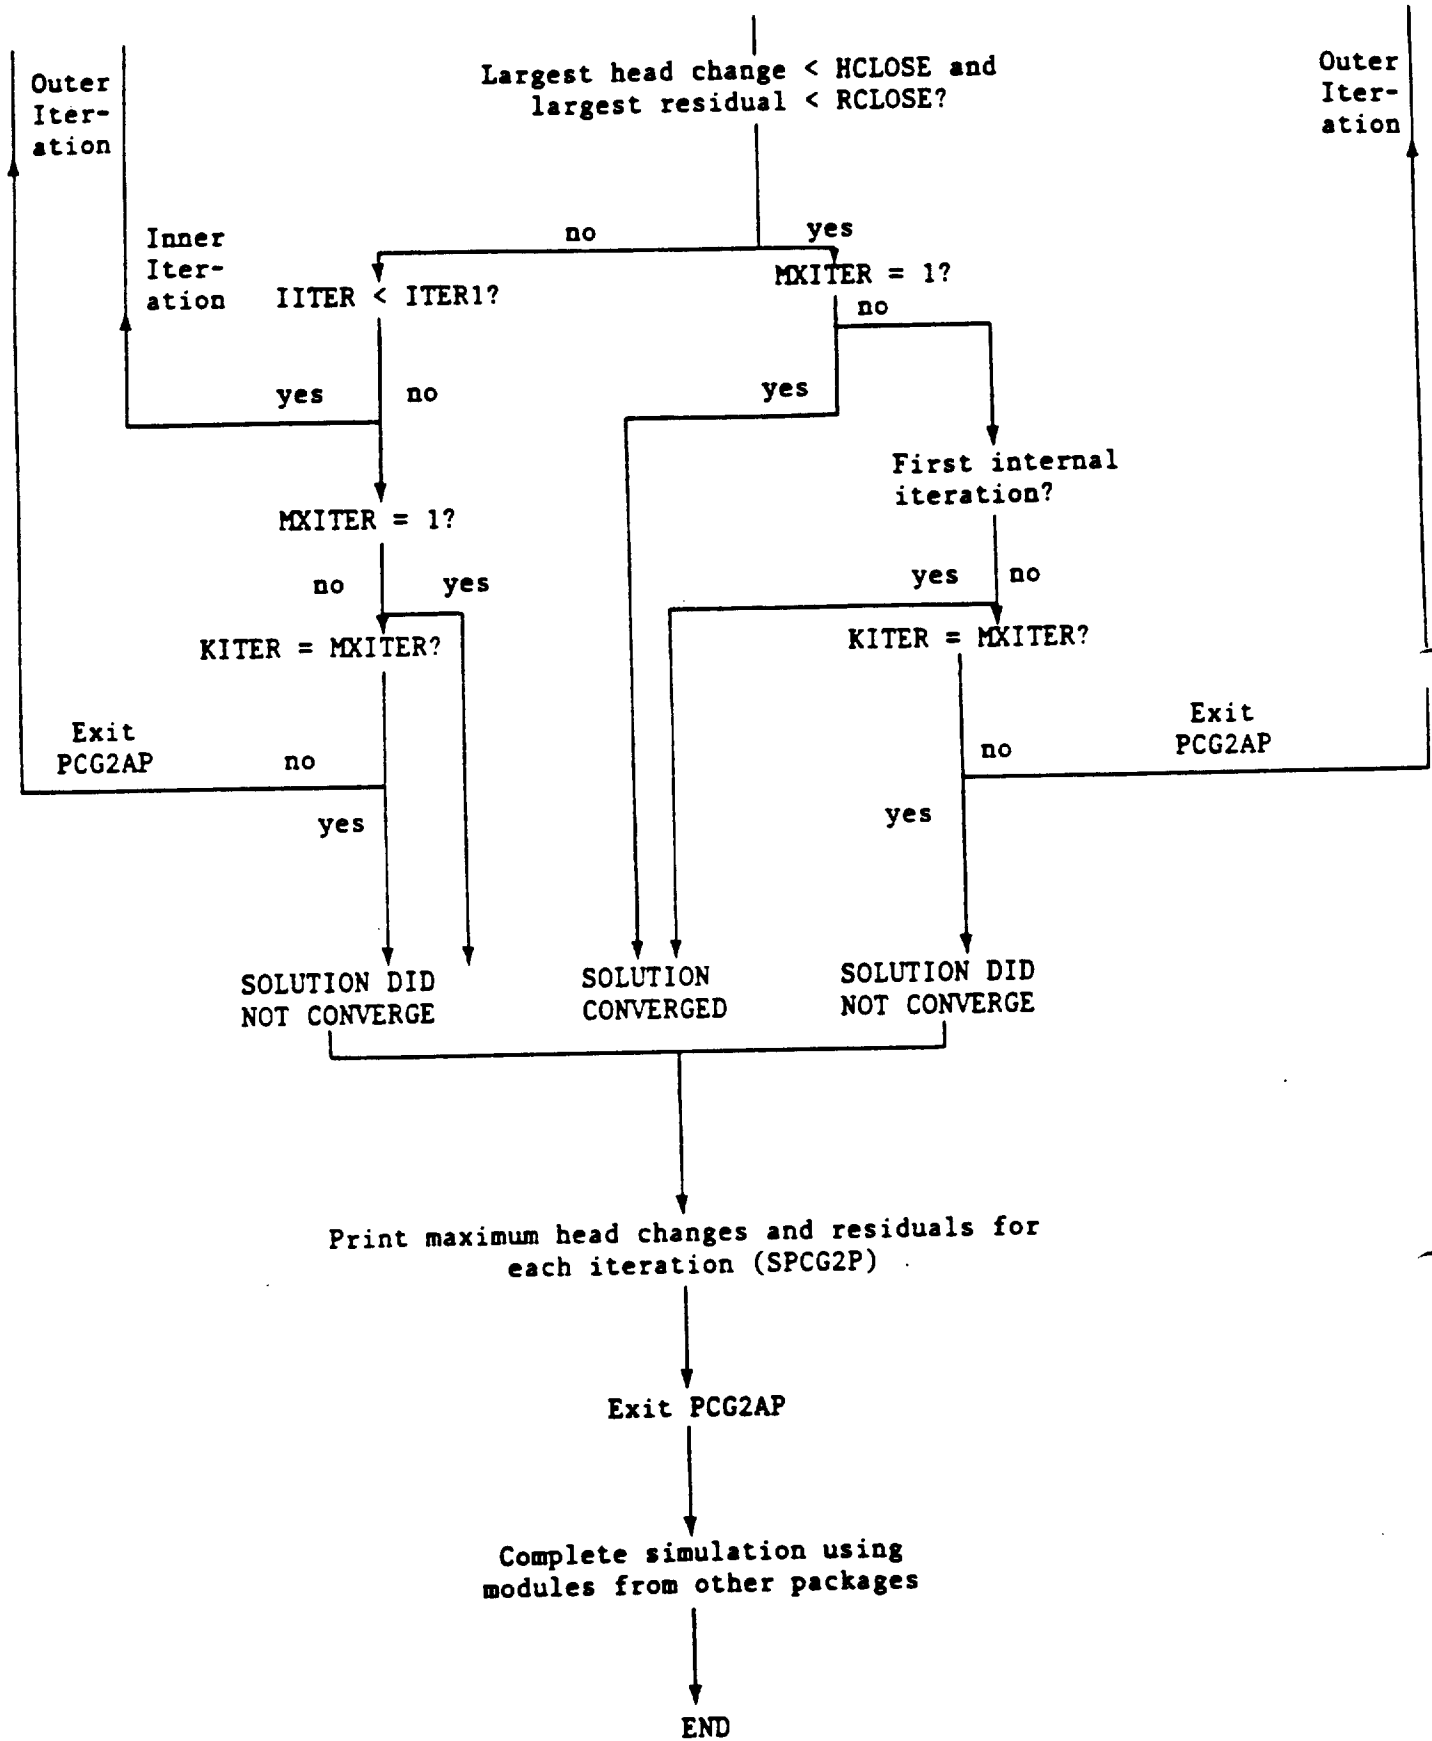 Outer
Iter-
ation
Largest head change < HCLOSE and
largest residual < RCLOSE?
Outer
Iter-
ation
Inner
Iter-
ation
no
yes
IITER < ITER1?
MXITER = 1?
no
yes
no
yes
First internal
iteration?
MXITER = 1?
no
yes
yes
no
KITER = MXITER?
KITER = MXITER?
Exit
PCG2AP
no
no
Exit
PCG2AP
yes
yes
SOLUTION DID
NOT CONVERGE
SOLUTION
CONVERGED
SOLUTION DID
NOT CONVERGE
Print maximum head changes and residuals for
each iteration (SPCG2P)
Exit PCG2AP
Complete simulation using
modules from other packages
END